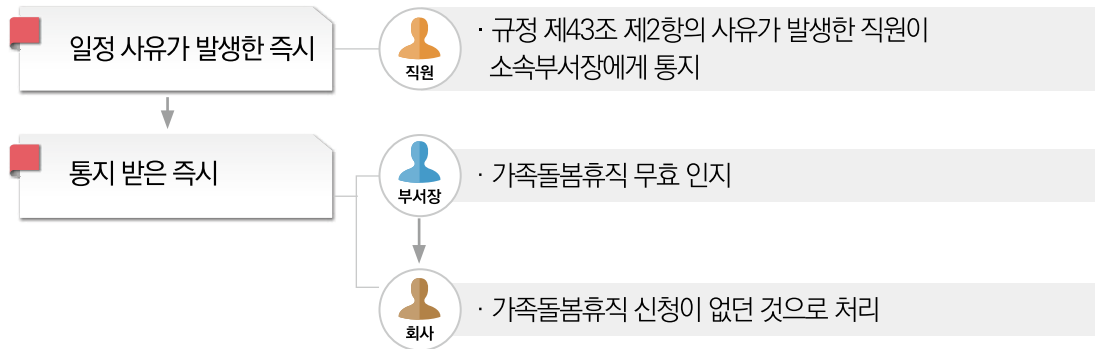 일정 사유가 발생한 즉시
직원
· 규정 제43조 제2항의 사유가 발생한 직원이
소속부서장에게 통지
통지 받은 즉시
부서장
· 가족돌봄휴직 무효 인지
회사
· 가족돌봄휴직 신청이 없던 것으로 처리